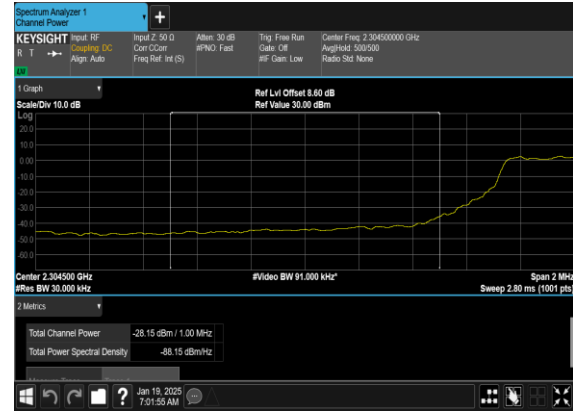 Spectrum Analyzer 1
Channel Power
KEYSIGHT
R T
LU
Input: RF
Coupling: DC
Align: Auto
Input Z: 50 Ω
Corr CCorr
Freq Ref: Int (S)
Atten: 30 dB
#PNO: Fast
Trig: Free Run
Gate: Off
#IF Gain: Low
Center Freq: 2.304500000 GHz
Avg|Hold: 500/500
Radio Std: None
1 Graph
Scale/Div 10.0 dB
Ref Lvl Offset 8.60 dB
Ref Value 30.00 dBm
Log
20.0
10.0
0.00
-10.0
-20.0
-30.0
-40.0
-50.0
-60.0
Center 2.304500 GHz
#Res BW 30.000 kHz
#Video BW 91.000 kHz*
Span 2 MHz
Sweep 2.80 ms (1001 pts)
2 Metrics
Total Channel Power -28.15 dBm / 1.00 MHz
Total Power Spectral Density -88.15 dBm/Hz
?
Jan 19, 2025
7:01:55 AM